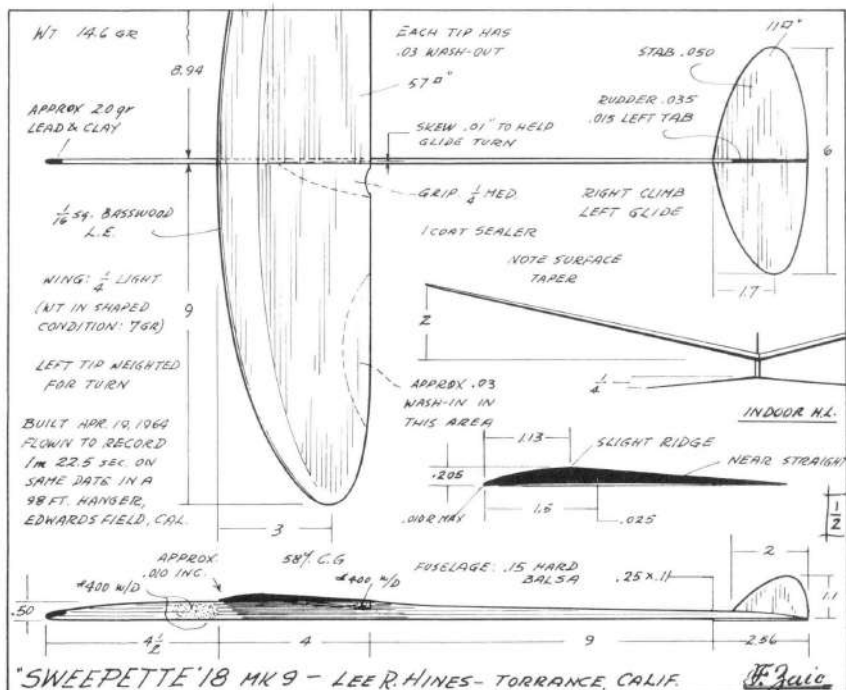 WT 14.6 GR
8.94
APPROX 2.0 gr
LEAD & CLAY
EACH TIP HAS
.03 WASH-OUT
57 □"
SKEW .01" TO HELD
GLIDE TURN
11 □"
STAB .050
RUDDER .035
.015 LEFT TAB
6
1/16 SQ. BASSWOOD
L.E.
GRIP. 1/4 MED.
RIGHT CLIMB
LEFT GLIDE
1 COAT SEALER
NOTE SURFACE
TAPER
1.7
WING: 1/4 LIGHT
(WT IN SHAPED
CONDITION: 7GR)
9
2
LEFT TIP WEIGHTED
FOR TURN
APPROX .03
WASH-IN IN
THIS AREA
1/4
INDOOR H.L.
BUILT APR. 19, 1964
FLOWN TO RECORD
1m 22.5 SEC. ON
SAME DATE IN A
98 FT. HANGER,
EDWARDS FIELD, CAL.
1.13
SLIGHT RIDGE
NEAR STRAIGHT
.205
.010R MAX
1.5
.025
1/2
3
APPROX
.010 INC.
#400 W/D
58% C.G
#400 W/D
FUSELAGE: .15 HARD
BALSA
.25 X .11
2
1.1
.50
4 1/2
4
9
2.56
"SWEEPETTE" 18 MK 9 – LEE R. HINES – TORRANCE, CALIF.
F. Zaic